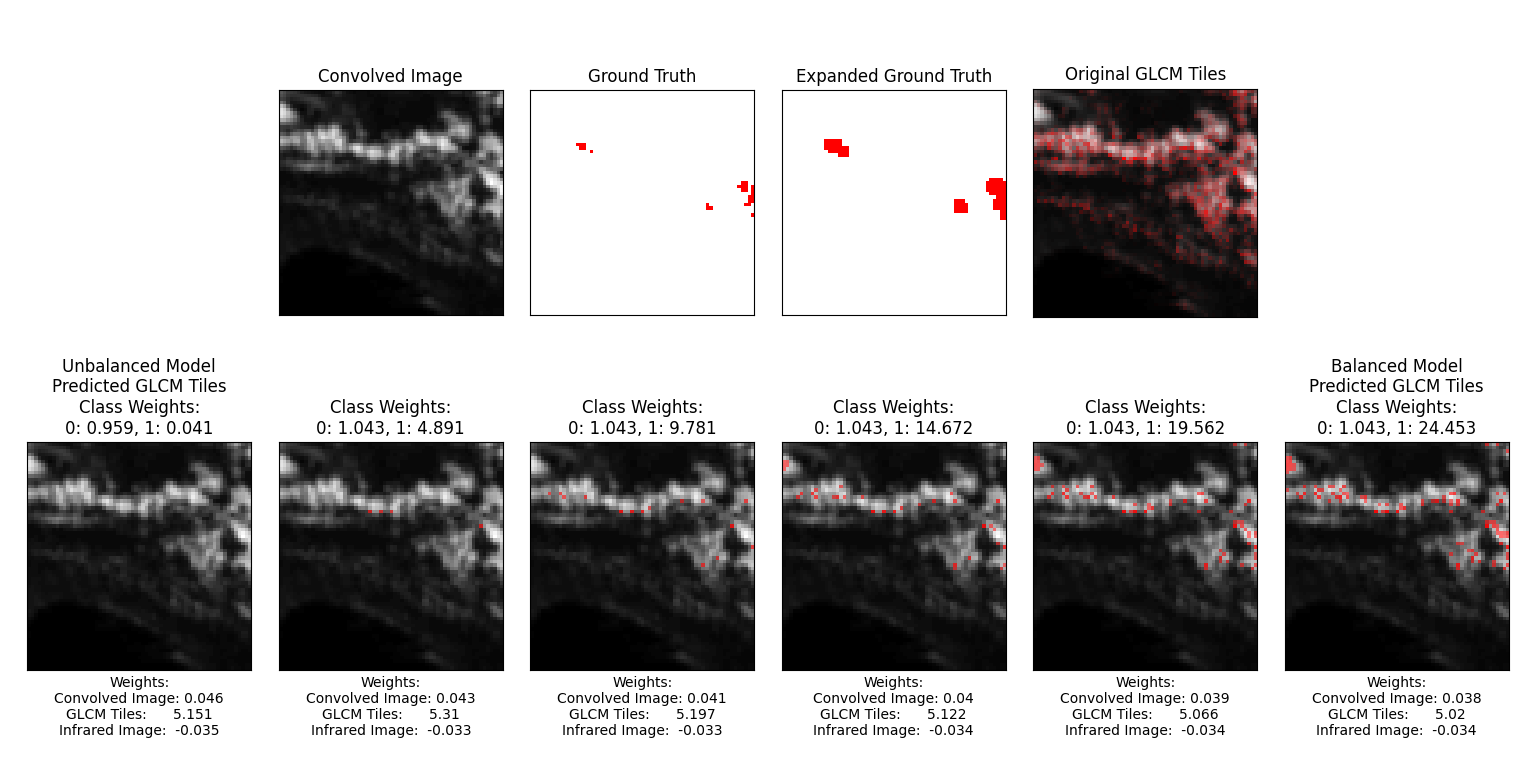 Convolved Image
Ground Truth
Expanded Ground Truth
Original GLCM Tiles
Unbalanced Model
Predicted GLCM Tiles
Class Weights:
0: 0.959, 1: 0.041
Class Weights:
0: 1.043, 1: 4.891
Class Weights:
0: 1.043, 1: 9.781
Class Weights:
0: 1.043, 1: 14.672
Class Weights:
0: 1.043, 1: 19.562
Balanced Model
Predicted GLCM Tiles
Class Weights:
0: 1.043, 1: 24.453
Weights:
Convolved Image: 0.046
GLCM Tiles: 5.151
Infrared Image: -0.035
Weights:
Convolved Image: 0.043
GLCM Tiles: 5.31
Infrared Image: -0.033
Weights:
Convolved Image: 0.041
GLCM Tiles: 5.197
Infrared Image: -0.033
Weights:
Convolved Image: 0.04
GLCM Tiles: 5.122
Infrared Image: -0.034
Weights:
Convolved Image: 0.039
GLCM Tiles: 5.066
Infrared Image: -0.034
Weights:
Convolved Image: 0.038
GLCM Tiles: 5.02
Infrared Image: -0.034